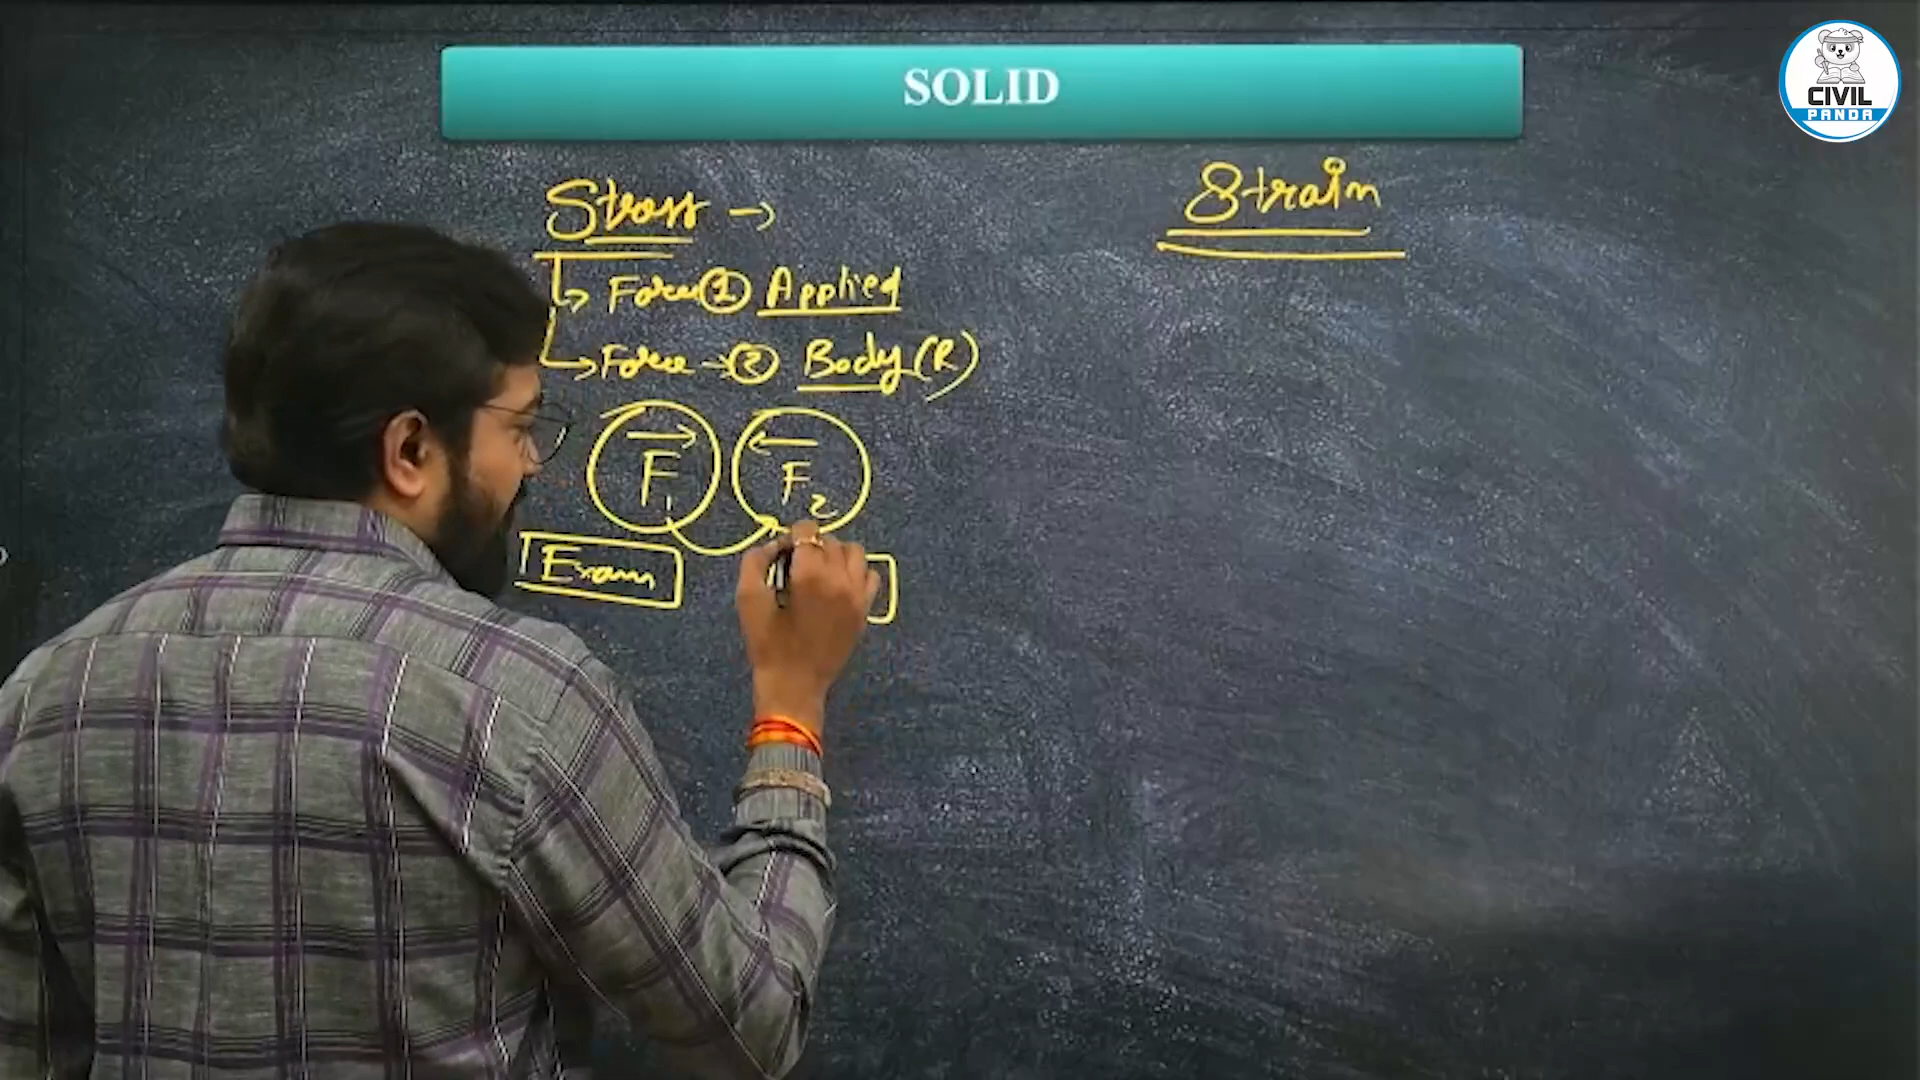 SOLID
CIVIL
PANDA
Stress →
Strain
→ Force ① Applied
→ Force → ② Body (R)
→ F1
← F2
Exam